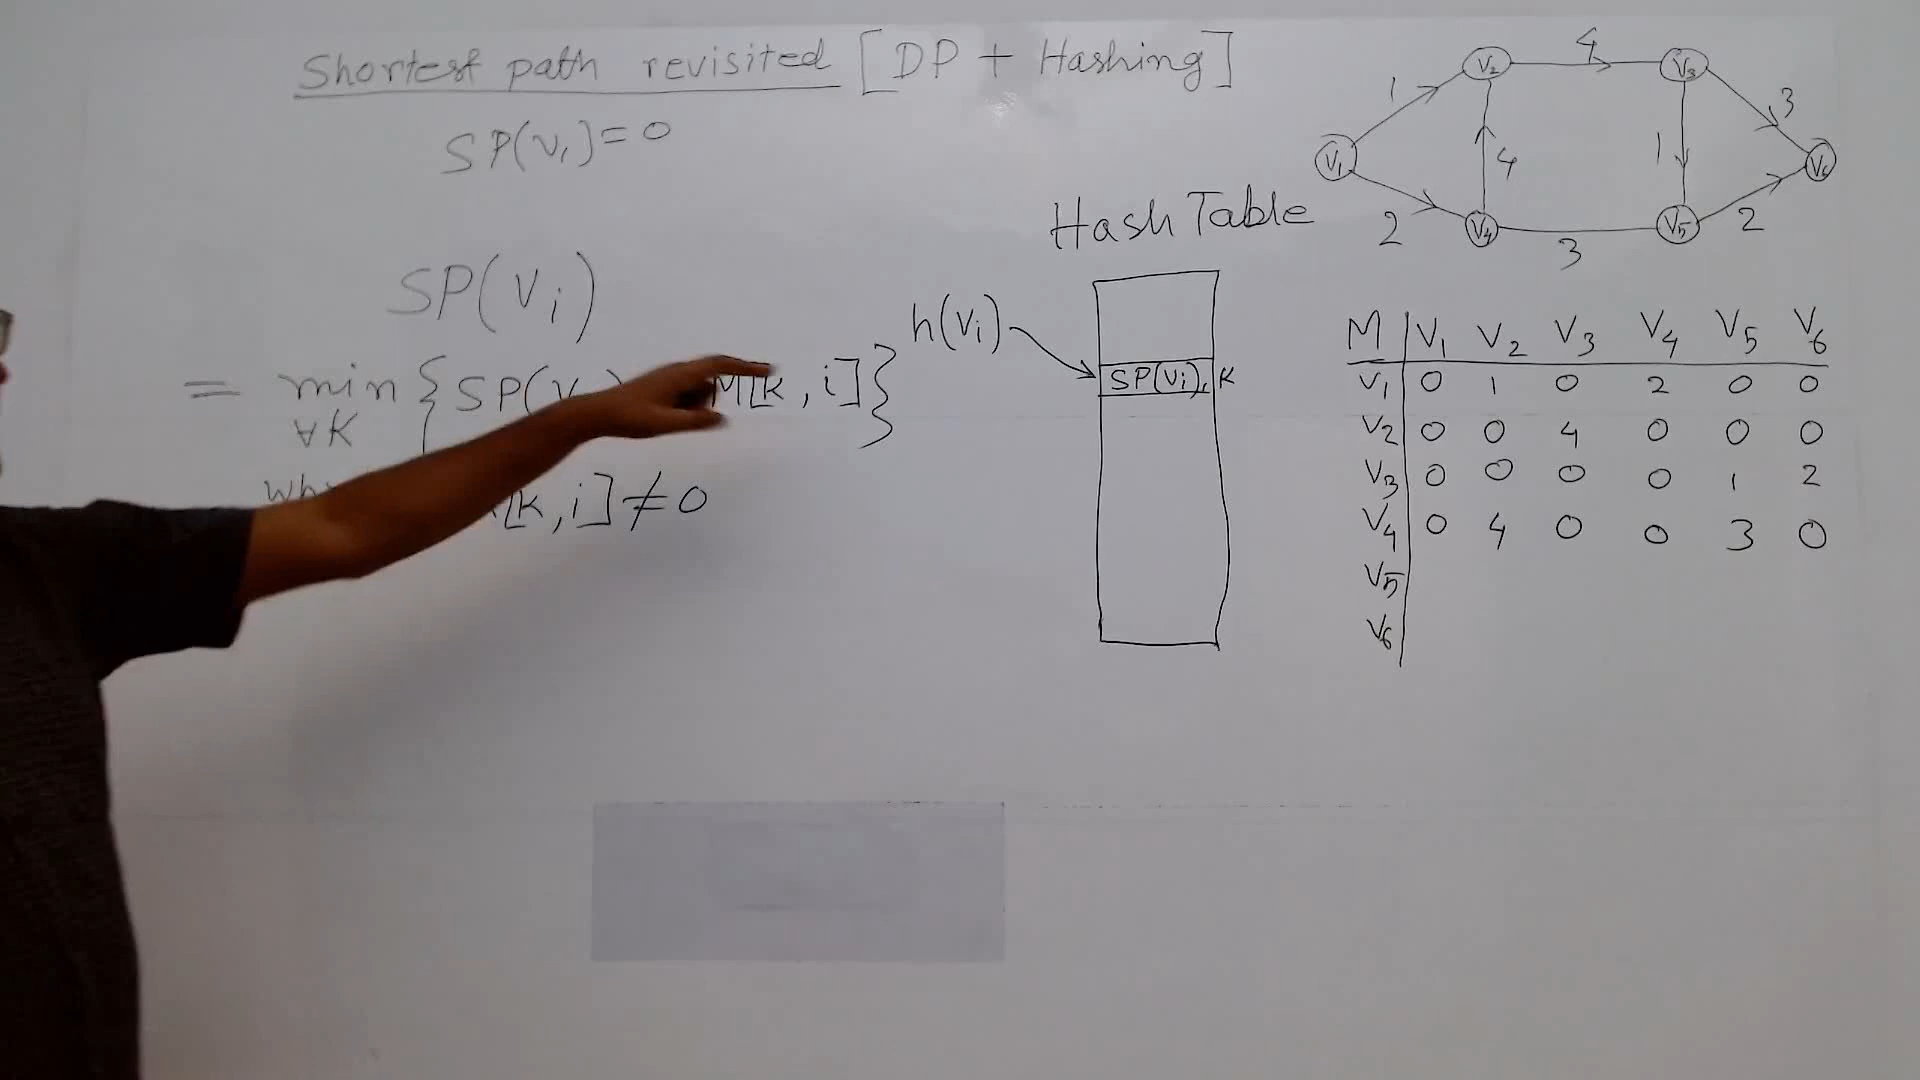 Shortest path revisited [DP + Hashing]
SP(V₁) = 0
SP(Vᵢ)
= min { SP(V M[K, i] }
∀K
K, i] ≠ 0
Hash Table
h(Vᵢ)
SP(Vᵢ), K
V₁ V₂ V₃ V₄ V₅ V₆
1 4 3
4 1
2 3 2
M V₁ V₂ V₃ V₄ V₅ V₆
V₁ 0 1 0 2 0 0
V₂ 0 0 4 0 0 0
V₃ 0 0 0 0 1 2
V₄ 0 4 0 0 3 0
V₅
V₆